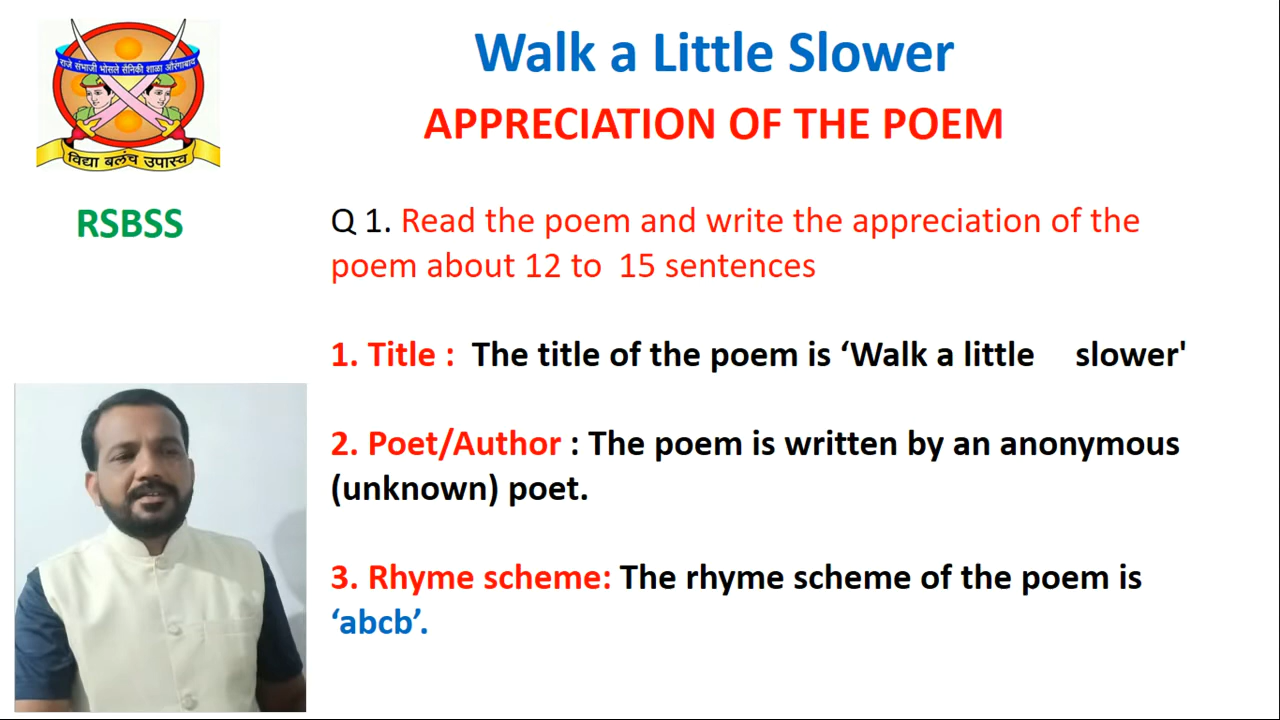 राजे संभाजी भोसले सैनिकी शाळा औरंगाबाद
विद्या बलंच उपास्व
RSBSS
Walk a Little Slower
APPRECIATION OF THE POEM
Q 1. Read the poem and write the appreciation of the
poem about 12 to 15 sentences
1. Title : The title of the poem is ‘Walk a little slower'
2. Poet/Author : The poem is written by an anonymous
(unknown) poet.
3. Rhyme scheme: The rhyme scheme of the poem is
‘abcb’.